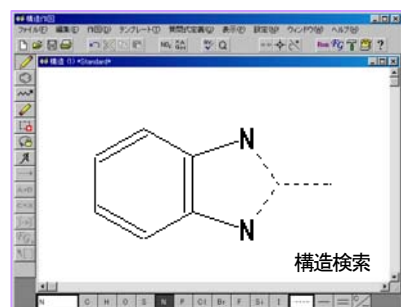 構造作図
ファイル(F) 編集(E) 作図(D) テンプレート(T) 質問式定義(Q) 表示(V) 設定(P) ウィンドウ(W) ヘルプ(H)
構造 (1) *Standard*
N
N
構造検索
N C H O S N P Cl Br F Si I